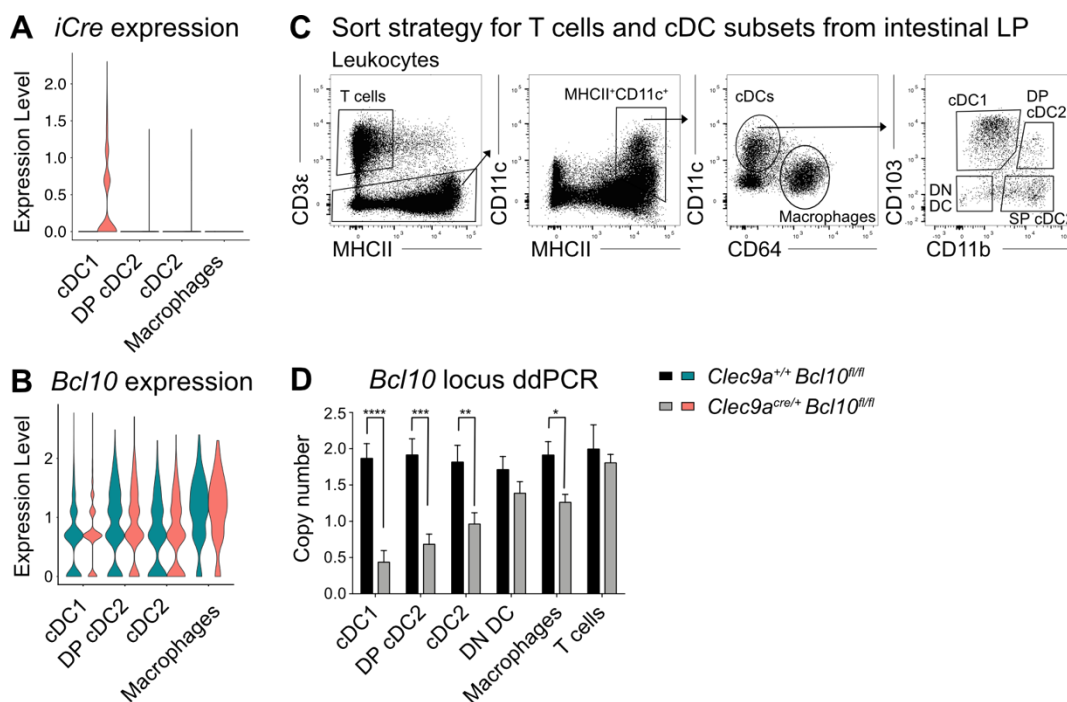 A iCre expression
Expression Level
2.0
1.5
1.0
0.5
0.0
cDC1
DP cDC2
cDC2
Macrophages
B Bcl10 expression
Expression Level
2
1
0
cDC1
DP cDC2
cDC2
Macrophages
C Sort strategy for T cells and cDC subsets from intestinal LP
Leukocytes
T cells
CD3ε
MHCII
MHCII⁺CD11c⁺
CD11c
MHCII
cDCs
Macrophages
CD11c
CD64
cDC1
DP
cDC2
DN
DC
SP cDC2
CD103
CD11b
D Bcl10 locus ddPCR
Copy number
2.5
2.0
1.5
1.0
0.5
0.0
**** *** ** *
cDC1
DP cDC2
cDC2
DN DC
Macrophages
T cells
Clec9a⁺/⁺ Bcl10ᶠˡ/ᶠˡ
Clec9aᶜʳᵉ/⁺ Bcl10ᶠˡ/ᶠˡ